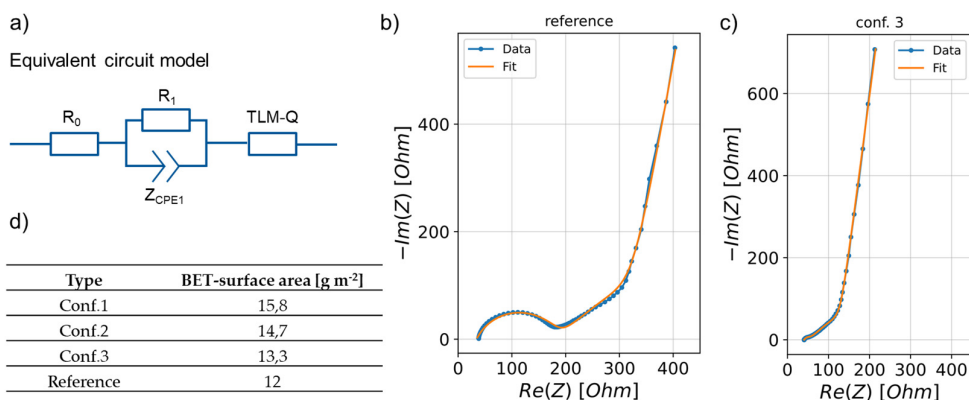 a)
Equivalent circuit model
R0
R1
TLM-Q
ZCPE1
b)
reference
Data
Fit
−Im(Z) [Ohm]
400
200
0
0 100 200 300 400
Re(Z) [Ohm]
c)
conf. 3
Data
Fit
−Im(Z) [Ohm]
600
400
200
0
0 100 200 300 400
Re(Z) [Ohm]
d)
Type BET-surface area [g m-2]
Conf.1 15,8
Conf.2 14,7
Conf.3 13,3
Reference 12